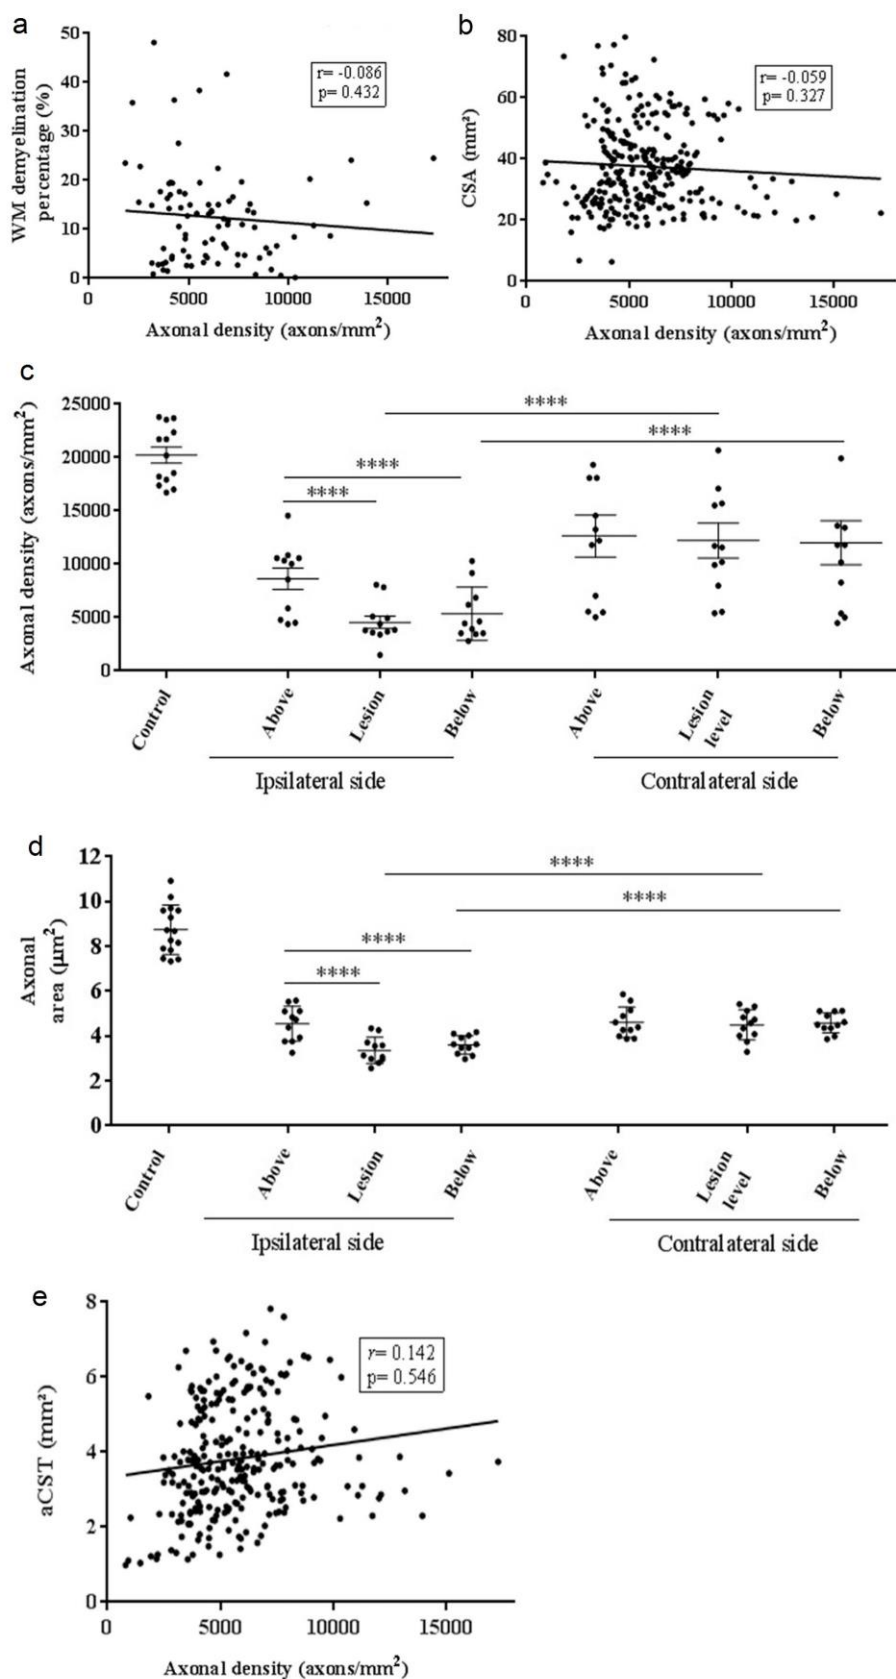 a
WM demyelination
percentage (%)
50
40
30
20
10
0
r= -0.086
p= 0.432
0
5000
10000
15000
Axonal density (axons/mm²)
b
CSA (mm²)
80
60
40
20
0
r= -0.059
p= 0.327
0
5000
10000
15000
Axonal density (axons/mm²)
c
Axonal density (axons/mm²)
25000
20000
15000
10000
5000
0
****
****
****
****
Control
Above
Lesion
Below
Above
Lesion
level
Below
Ipsilateral side
Contralateral side
d
Axonal
area (μm²)
12
10
8
6
4
2
0
****
****
****
****
Control
Above
Lesion
Below
Above
Lesion
level
Below
Ipsilateral side
Contralateral side
e
aCST (mm²)
8
6
4
2
0
r= 0.142
p= 0.546
0
5000
10000
15000
Axonal density (axons/mm²)